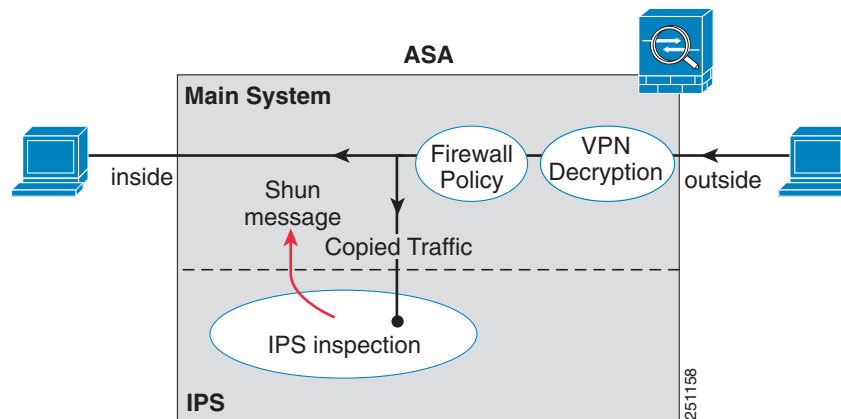 ASA
Main System
inside
Firewall
Policy
VPN
Decryption
outside
Shun
message
Copied Traffic
IPS inspection
IPS
251158